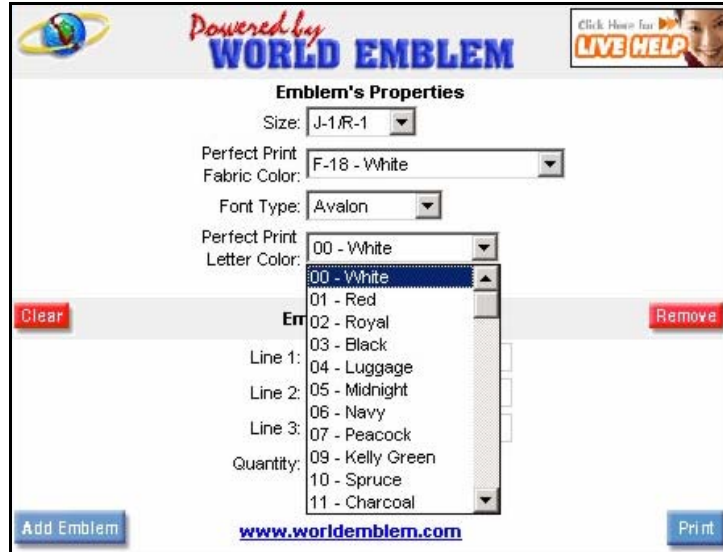 Powered by
WORLD EMBLEM
Click Here for
LIVE HELP
Emblem's Properties
Size: J-1/R-1
Perfect Print
Fabric Color: F-18 - White
Font Type: Avalon
Perfect Print
Letter Color: 00 - White
00 - White
01 - Red
02 - Royal
03 - Black
04 - Luggage
05 - Midnight
06 - Navy
07 - Peacock
09 - Kelly Green
10 - Spruce
11 - Charcoal
Clear
Remove
Line 1:
Line 2:
Line 3:
Quantity:
Add Emblem
www.worldemblem.com
Print